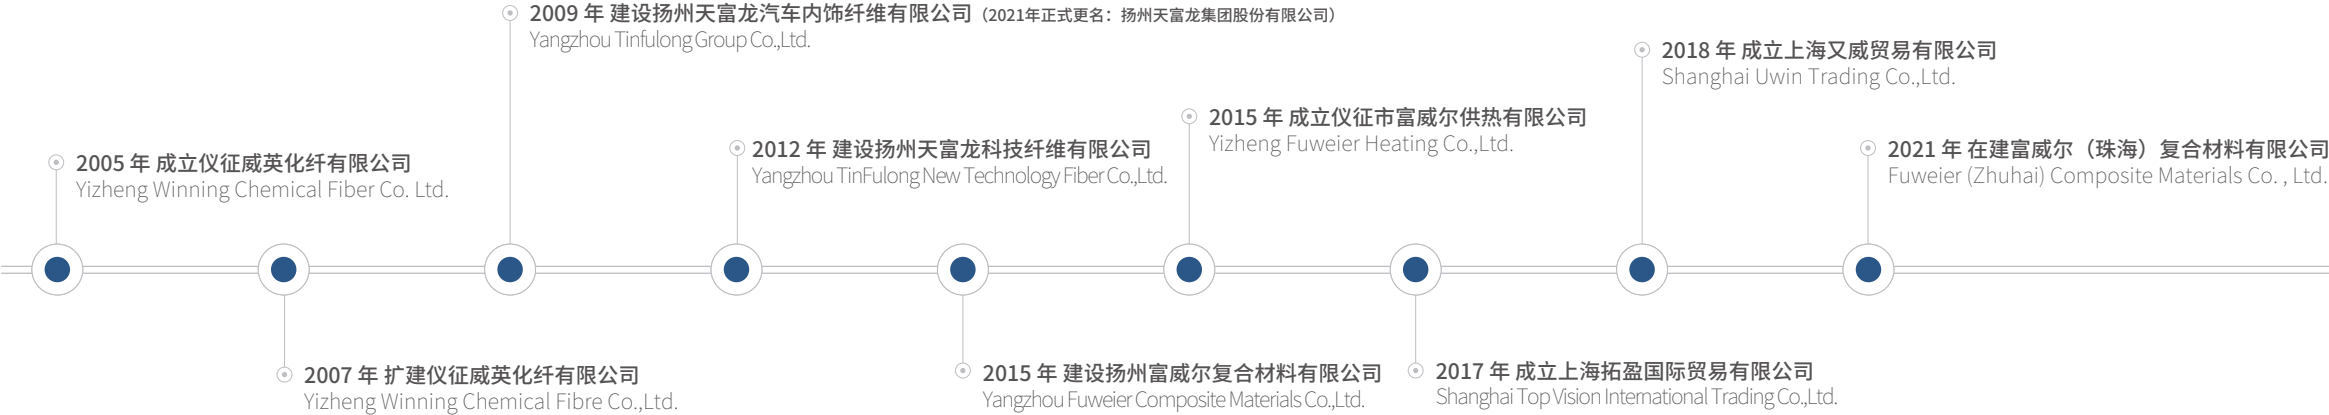 2005 年 成立仪征威英化纤有限公司
Yizheng Winning Chemical Fiber Co. Ltd.
2007 年 扩建仪征威英化纤有限公司
Yizheng Winning Chemical Fibre Co.,Ltd.
2009 年 建设扬州天富龙汽车内饰纤维有限公司（2021年正式更名：扬州天富龙集团股份有限公司）
Yangzhou Tinfulong Group Co.,Ltd.
2012 年 建设扬州天富龙科技纤维有限公司
Yangzhou TinFulong New Technology Fiber Co.,Ltd.
2015 年 建设扬州富威尔复合材料有限公司
Yangzhou Fuweier Composite Materials Co.,Ltd.
2015 年 成立仪征市富威尔供热有限公司
Yizheng Fuweier Heating Co.,Ltd.
2017 年 成立上海拓盈国际贸易有限公司
Shanghai Top Vision International Trading Co.,Ltd.
2018 年 成立上海又威贸易有限公司
Shanghai Uwin Trading Co.,Ltd.
2021 年 在建富威尔（珠海）复合材料有限公司
Fuweier (Zhuhai) Composite Materials Co. , Ltd.